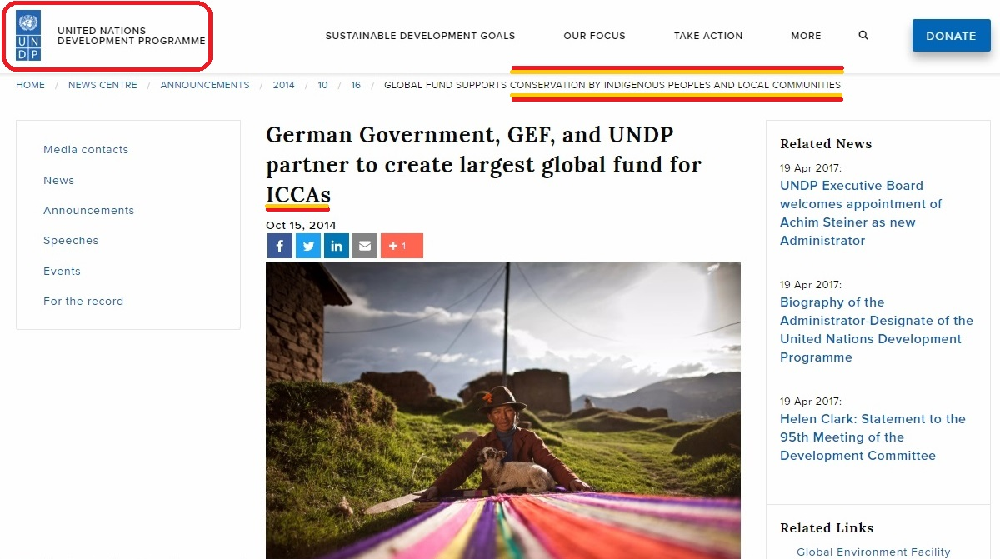 UN
DP
UNITED NATIONS
DEVELOPMENT PROGRAMME
SUSTAINABLE DEVELOPMENT GOALS
OUR FOCUS
TAKE ACTION
MORE
DONATE
HOME / NEWS CENTRE / ANNOUNCEMENTS / 2014 / 10 / 16 / GLOBAL FUND SUPPORTS CONSERVATION BY INDIGENOUS PEOPLES AND LOCAL COMMUNITIES
Media contacts
News
Announcements
Speeches
Events
For the record
German Government, GEF, and UNDP
partner to create largest global fund for
ICCAs
Oct 15, 2014
+ 1
Related News
19 Apr 2017:
UNDP Executive Board
welcomes appointment of
Achim Steiner as new
Administrator
19 Apr 2017:
Biography of the
Administrator-Designate of the
United Nations Development
Programme
19 Apr 2017:
Helen Clark: Statement to the
95th Meeting of the
Development Committee
Related Links
Global Environment Facility